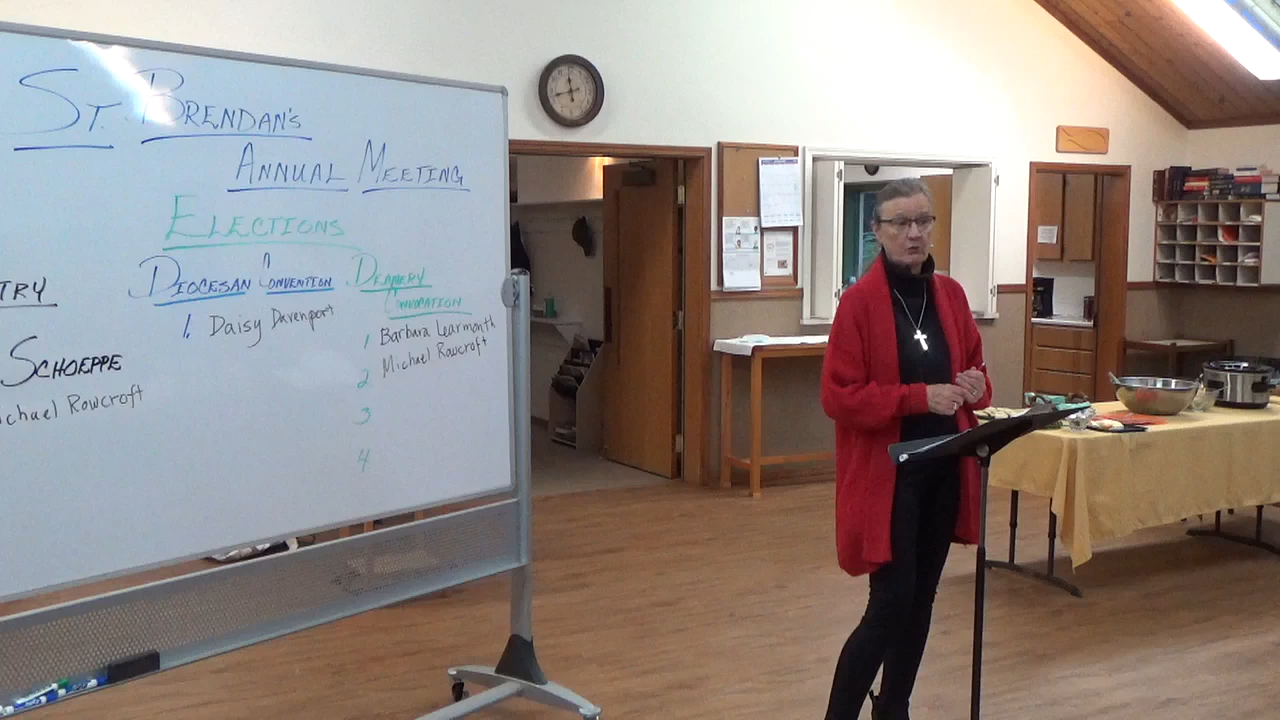 ST. BRENDAN'S
ANNUAL MEETING
ELECTIONS
TRY
SCHOEPPE
ichael Rowcroft
DIOCESAN CONVENTION
1. Daisy Davenport
DEANERY
CONVOCATION
1 Barbara Learmonth
2 Michael Rowcroft
3
4